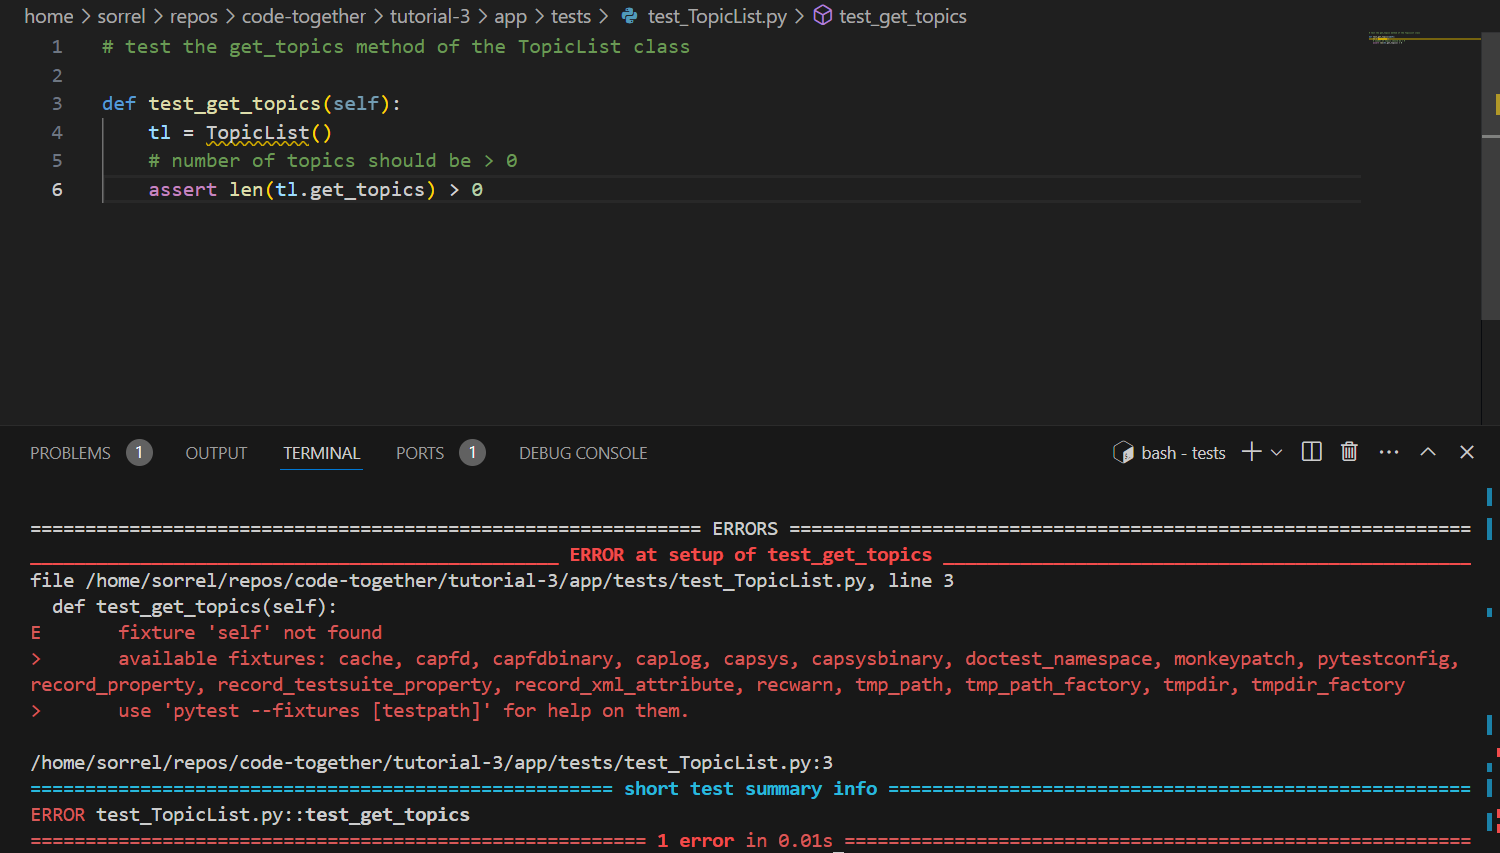 home > sorrel > repos > code-together > tutorial-3 > app > tests > test_TopicList.py > test_get_topics
1 # test the get_topics method of the TopicList class
2
3 def test_get_topics(self):
4     tl = TopicList()
5     # number of topics should be > 0
6     assert len(tl.get_topics) > 0
PROBLEMS 1 OUTPUT TERMINAL PORTS 1 DEBUG CONSOLE bash - tests
============================================================= ERRORS ==============================================================
________________________________________________ ERROR at setup of test_get_topics ________________________________________________
file /home/sorrel/repos/code-together/tutorial-3/app/tests/test_TopicList.py, line 3
  def test_get_topics(self):
E       fixture 'self' not found
>       available fixtures: cache, capfd, capfdbinary, caplog, capsys, capsysbinary, doctest_namespace, monkeypatch, pytestconfig,
record_property, record_testsuite_property, record_xml_attribute, recwarn, tmp_path, tmp_path_factory, tmpdir, tmpdir_factory
>       use 'pytest --fixtures [testpath]' for help on them.
/home/sorrel/repos/code-together/tutorial-3/app/tests/test_TopicList.py:3
===================================================== short test summary info =====================================================
ERROR test_TopicList.py::test_get_topics
======================================================== 1 error in 0.01s =========================================================